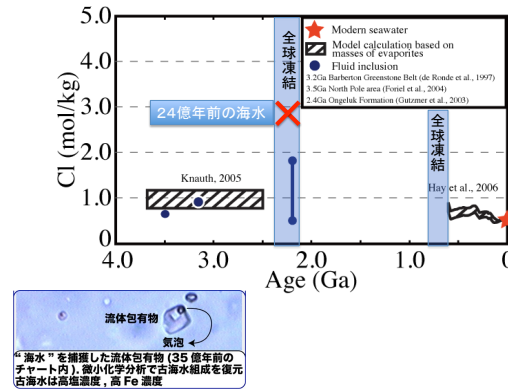 5.0
4.0
3.0
2.0
1.0
0
Cl (mol/kg)
全球凍結
Modern seawater
Model calculation based on
masses of evaporites
Fluid inclusion
3.2Ga Barberton Greenstone Belt (de Ronde et al., 1997)
3.5Ga North Pole area (Foriel et al., 2004)
2.4Ga Ongeluk Formation (Gutzmer et al., 2003)
24億年前の海水
全球凍結
Knauth, 2005
Hay et al., 2006
4.0 3.0 2.0 1.0 0.0
Age (Ga)
流体包有物
気泡
“ 海水 ” を捕獲した流体包有物 (35 億年前の
チャート内 ). 微小化学分析で古海水組成を復元
古海水は高塩濃度 , 高 Fe 濃度